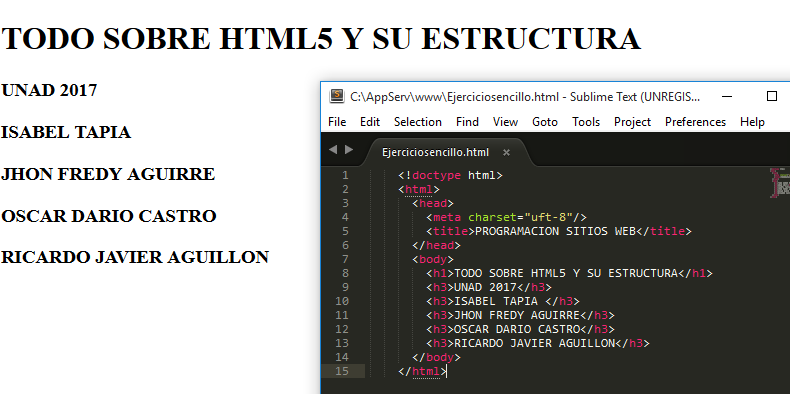 TODO SOBRE HTML5 Y SU ESTRUCTURA
UNAD 2017
ISABEL TAPIA
JHON FREDY AGUIRRE
OSCAR DARIO CASTRO
RICARDO JAVIER AGUILLON
C:\AppServ\www\Ejerciciosencillo.html - Sublime Text (UNREGIS...
File Edit Selection Find View Goto Tools Project Preferences Help
Ejerciciosencillo.html ×
1 <!doctype html>
2 <html>
3 <head>
4 <meta charset="uft-8"/>
5 <title>PROGRAMACION SITIOS WEB</title>
6 </head>
7 <body>
8 <h1>TODO SOBRE HTML5 Y SU ESTRUCTURA</h1>
9 <h3>UNAD 2017</h3>
10 <h3>ISABEL TAPIA </h3>
11 <h3>JHON FREDY AGUIRRE</h3>
12 <h3>OSCAR DARIO CASTRO</h3>
13 <h3>RICARDO JAVIER AGUILLON</h3>
14 </body>
15 </html>